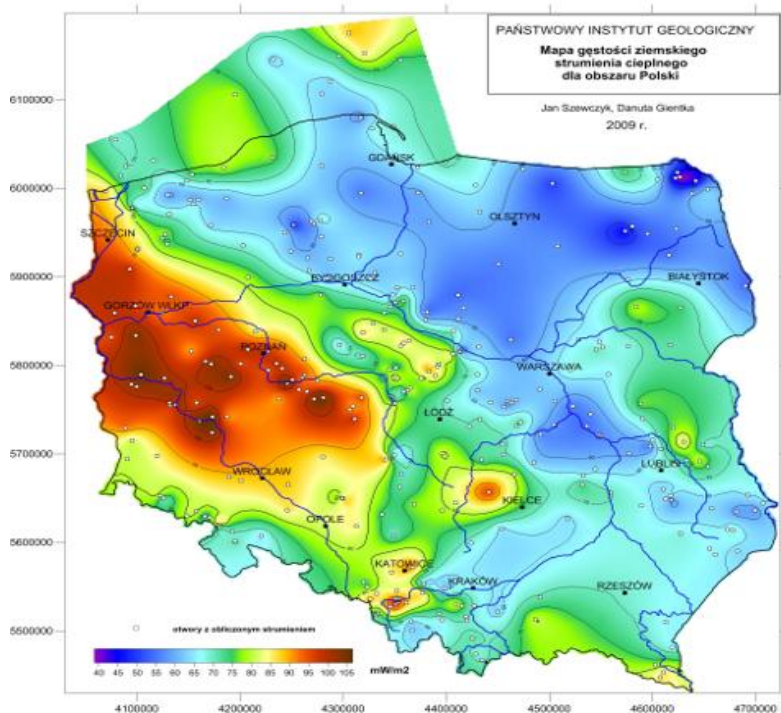 PAŃSTWOWY INSTYTUT GEOLOGICZNY
Mapa gęstości ziemskiego
strumienia cieplnego
dla obszaru Polski
Jan Szewczyk, Danuta Gientka
2009 r.
6100000
GDAŃSK
6000000
OLSZTYN
SZCZECIN
5900000
BYDGOSZCZ
BIAŁYSTOK
GORZÓW WLKP
POZNAŃ
5800000
WARSZAWA
ŁÓDŹ
5700000
WROCŁAW
LUBLIN
KIELCE
OPOLE
5600000
KATOWICE
KRAKÓW
RZESZÓW
otwory z obliczonym strumieniem
5500000
40 45 50 55 60 65 70 75 80 85 90 95 100 105
mW/m2
4100000 4200000 4300000 4400000 4500000 4600000 4700000